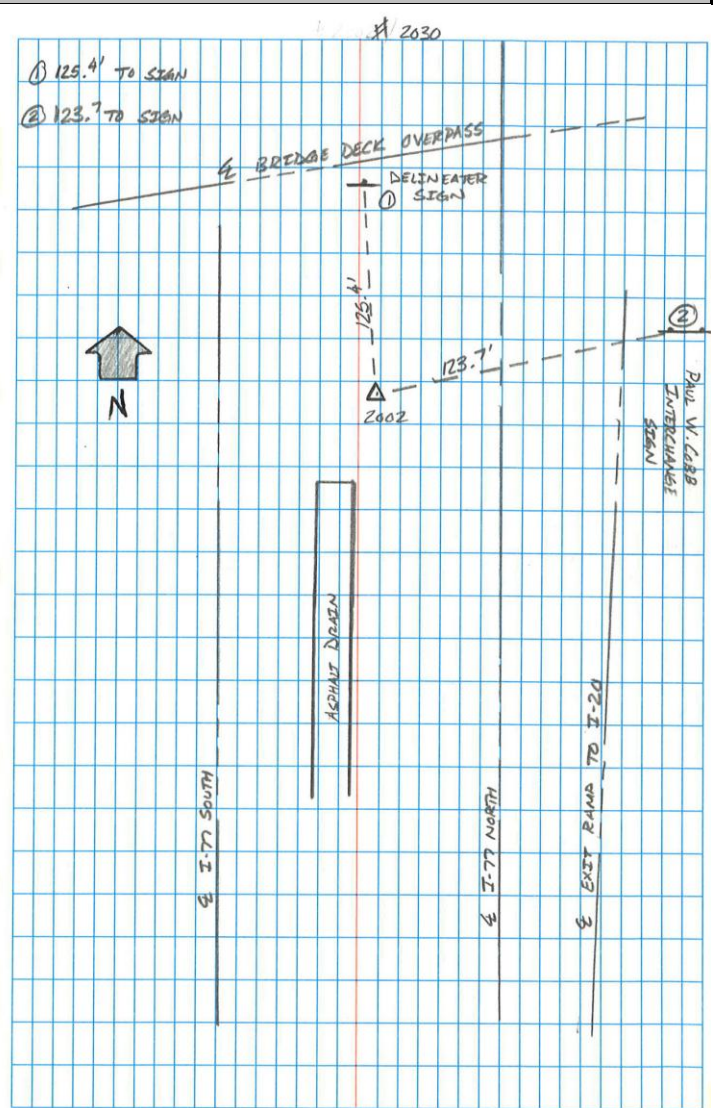 # 2030
① 125.4' TO SIGN
② 123.7 TO SIGN
℄ BRIDGE DECK OVERPASS
DELINEATER
① SIGN
125.4'
②
123.7'
2002
PAUL W. COBB
INTERCHANGE
SIGN
N
ASPHALT DRAIN
℄ I-77 SOUTH
℄ I-77 NORTH
℄ EXIT RAMP TO I-20